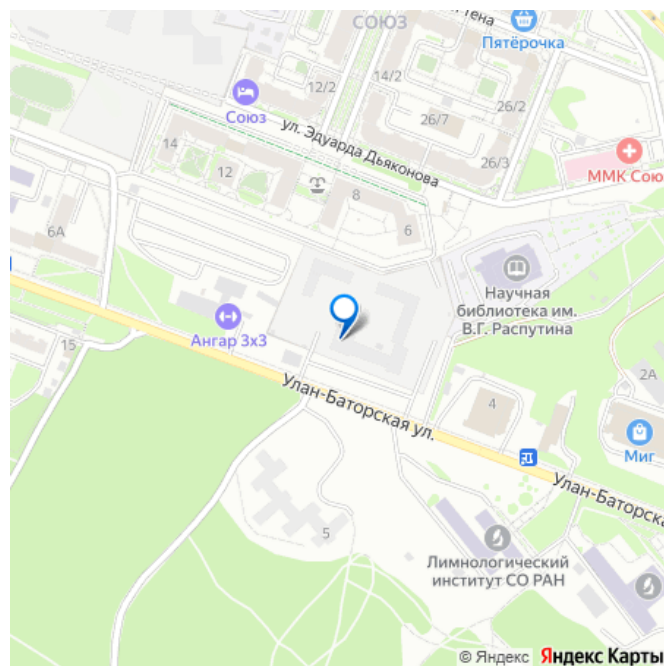 СОЮЗ
Пятёрочка
12/2
14/2
26/2
Союз
26/7
ул. Эдуарда Дьяконова
14
26/3
ММК Сою
12
8
6
6А
Научная
библиотека им.
В.Г. Распутина
Ангар 3х3
15
2А
Улан-Баторская ул.
4
Миг
Улан-Баторска
5
Лимнологический
институт СО РАН
© Яндекс Яндекс Карты